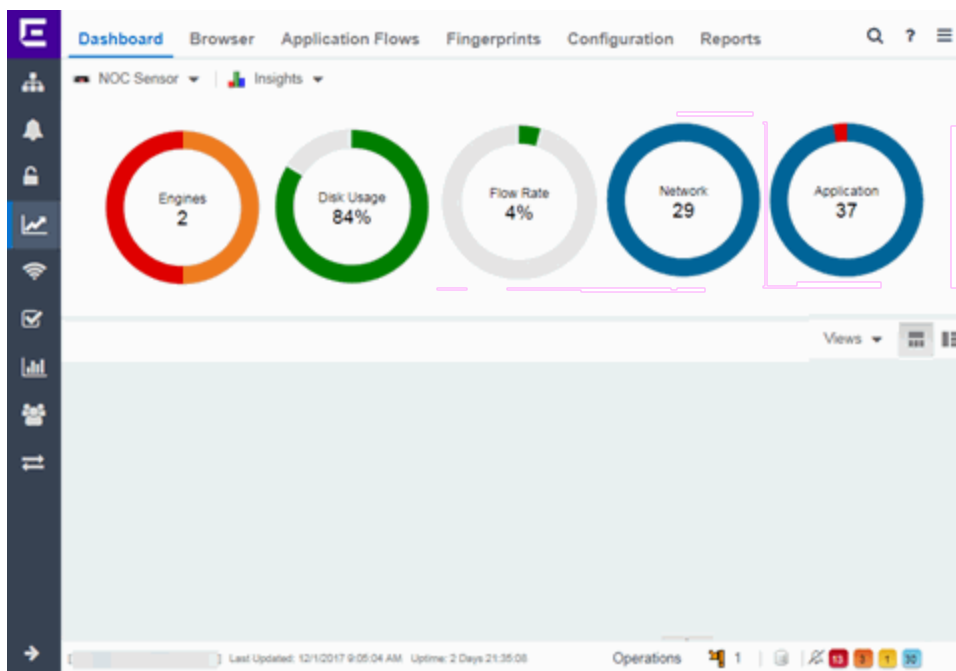 Dashboard Browser Application Flows Fingerprints Configuration Reports ?
NOC Sensor Insights
Engines
2
Disk Usage
84%
Flow Rate
4%
Network
29
Application
37
Views
[ ] Last Updated: 12/1/2017 9:05:04 AM Uptime: 2 Days 21:35:08 Operations 1 13 3 1 30